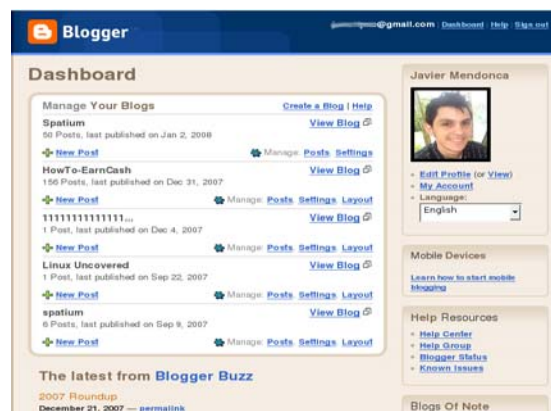 Blogger
@gmail.com | Dashboard | Help | Sign out
Dashboard
Manage Your Blogs
Create a Blog | Help
Spatium
View Blog
50 Posts, last published on Jan 2, 2008
New Post
Manage: Posts, Settings
HowTo-EarnCash
View Blog
156 Posts, last published on Dec 31, 2007
New Post
Manage: Posts, Settings, Layout
11111111111111...
View Blog
1 Post, last published on Dec 4, 2007
New Post
Manage: Posts, Settings, Layout
Linux Uncovered
View Blog
1 Post, last published on Sep 22, 2007
New Post
Manage: Posts, Settings, Layout
spatium
View Blog
6 Posts, last published on Sep 9, 2007
New Post
Manage: Posts, Settings, Layout
The latest from Blogger Buzz
2007 Roundup
December 21, 2007 — permalink
Javier Mendonca
Edit Profile (or View)
My Account
Language:
English
Mobile Devices
Learn how to start mobile
blogging
Help Resources
Help Center
Help Group
Blogger Status
Known Issues
Blogs Of Note